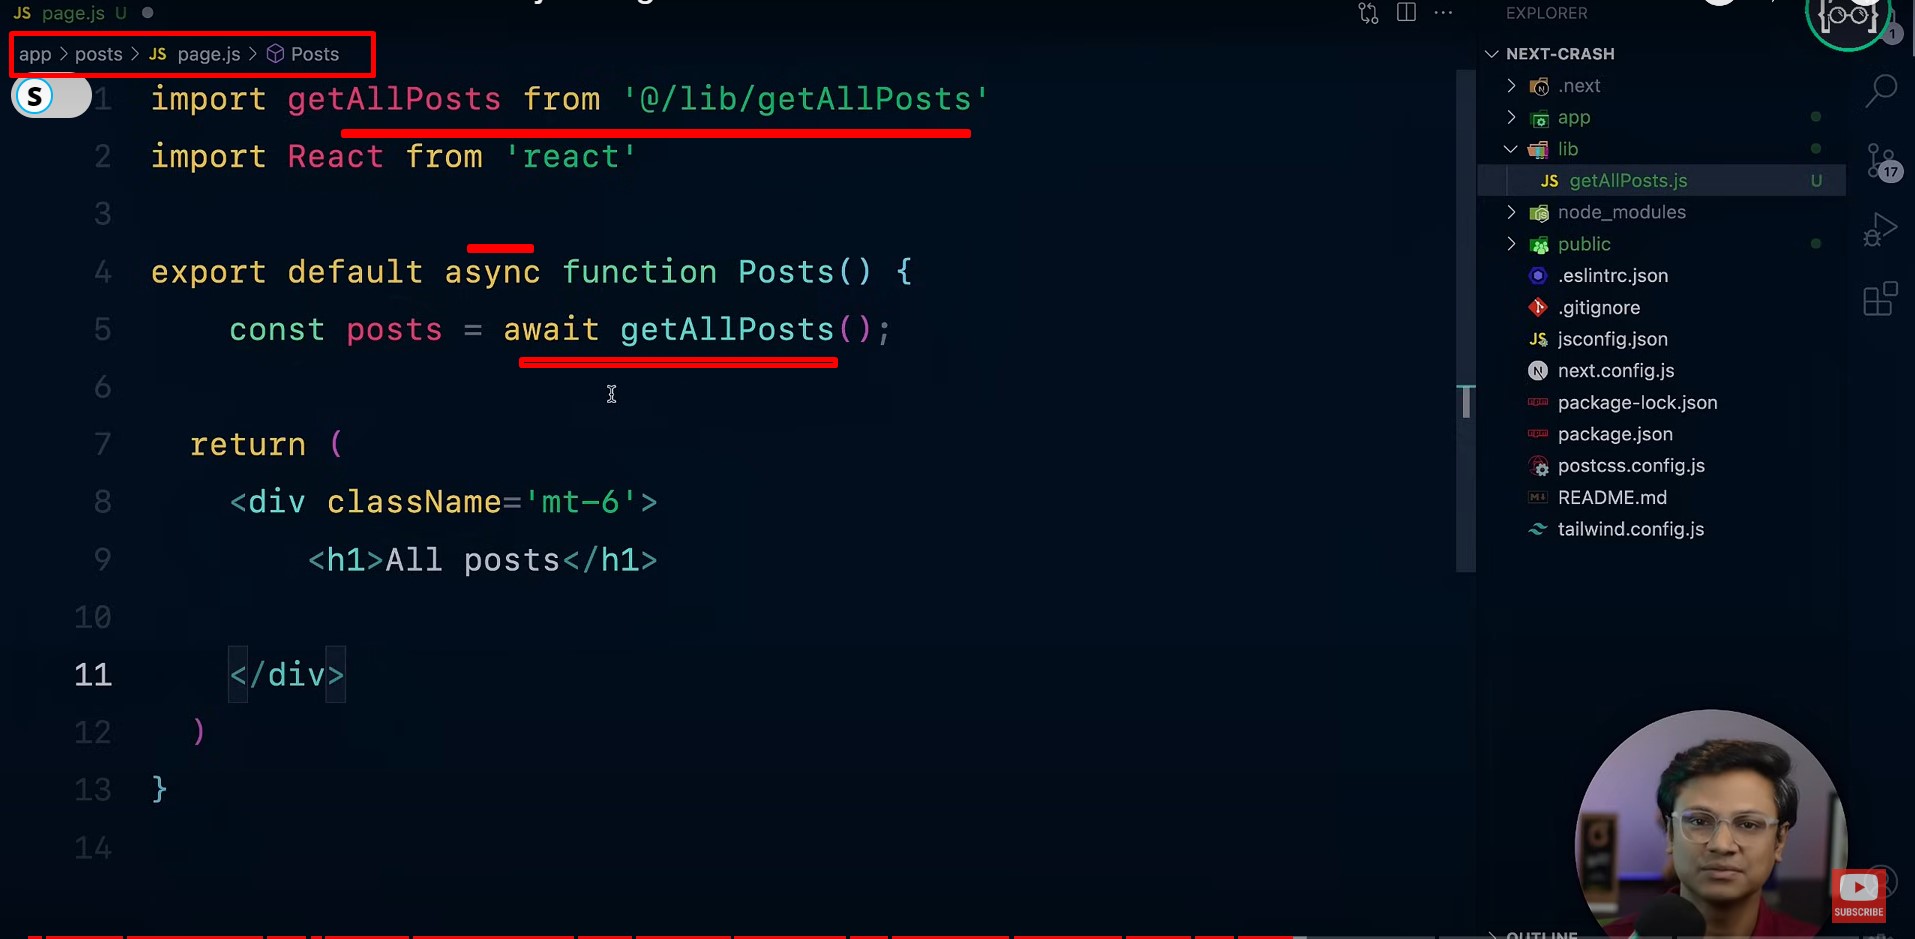 JS page.js U
app > posts > JS page.js > Posts
S
1 import getAllPosts from '@/lib/getAllPosts'
2 import React from 'react'
3
4 export default async function Posts() {
5 const posts = await getAllPosts();
6
7 return (
8 <div className='mt-6'>
9 <h1>All posts</h1>
10
11 </div>
12 )
13 }
14
EXPLORER
NEXT-CRASH
.next
app
lib
JS getAllPosts.js U
node_modules
public
.eslintrc.json
.gitignore
JS jsconfig.json
N next.config.js
package-lock.json
package.json
postcss.config.js
README.md
tailwind.config.js
OUTLINE
1
17
SUBSCRIBE